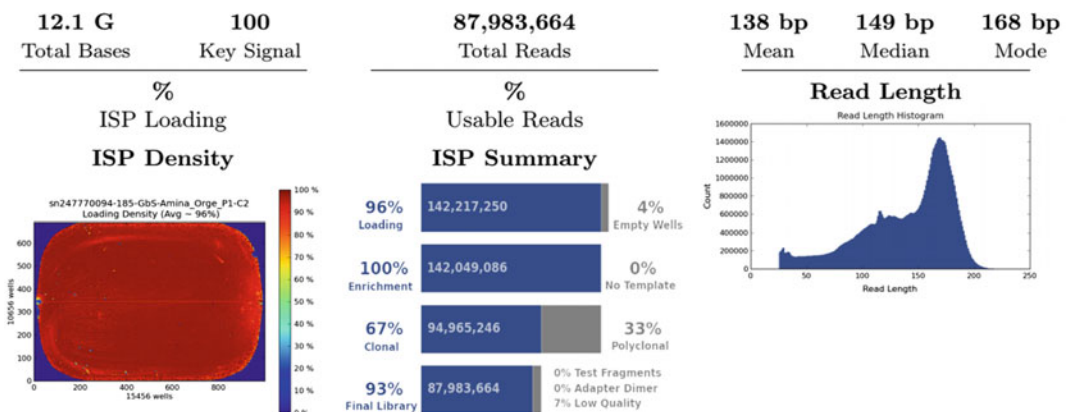 12.1 G
Total Bases
100
Key Signal
%
ISP Loading
ISP Density
sn247770094-185-GbS-Amina_Orge_P1-C2
Loading Density (Avg ~ 96%)
10656 wells
600
500
400
300
200
100
0
0 200 400 600 800
15456 wells
100 %
90 %
80 %
70 %
60 %
50 %
40 %
30 %
20 %
10 %
0 %
87,983,664
Total Reads
%
Usable Reads
ISP Summary
96%
Loading
142,217,250
4%
Empty Wells
100%
Enrichment
142,049,086
0%
No Template
67%
Clonal
94,965,246
33%
Polyclonal
93%
Final Library
87,983,664
0% Test Fragments
0% Adapter Dimer
7% Low Quality
138 bp
Mean
149 bp
Median
168 bp
Mode
Read Length
Read Length Histogram
Count
1600000
1400000
1200000
1000000
800000
600000
400000
200000
0
0 50 100 150 200 250
Read Length